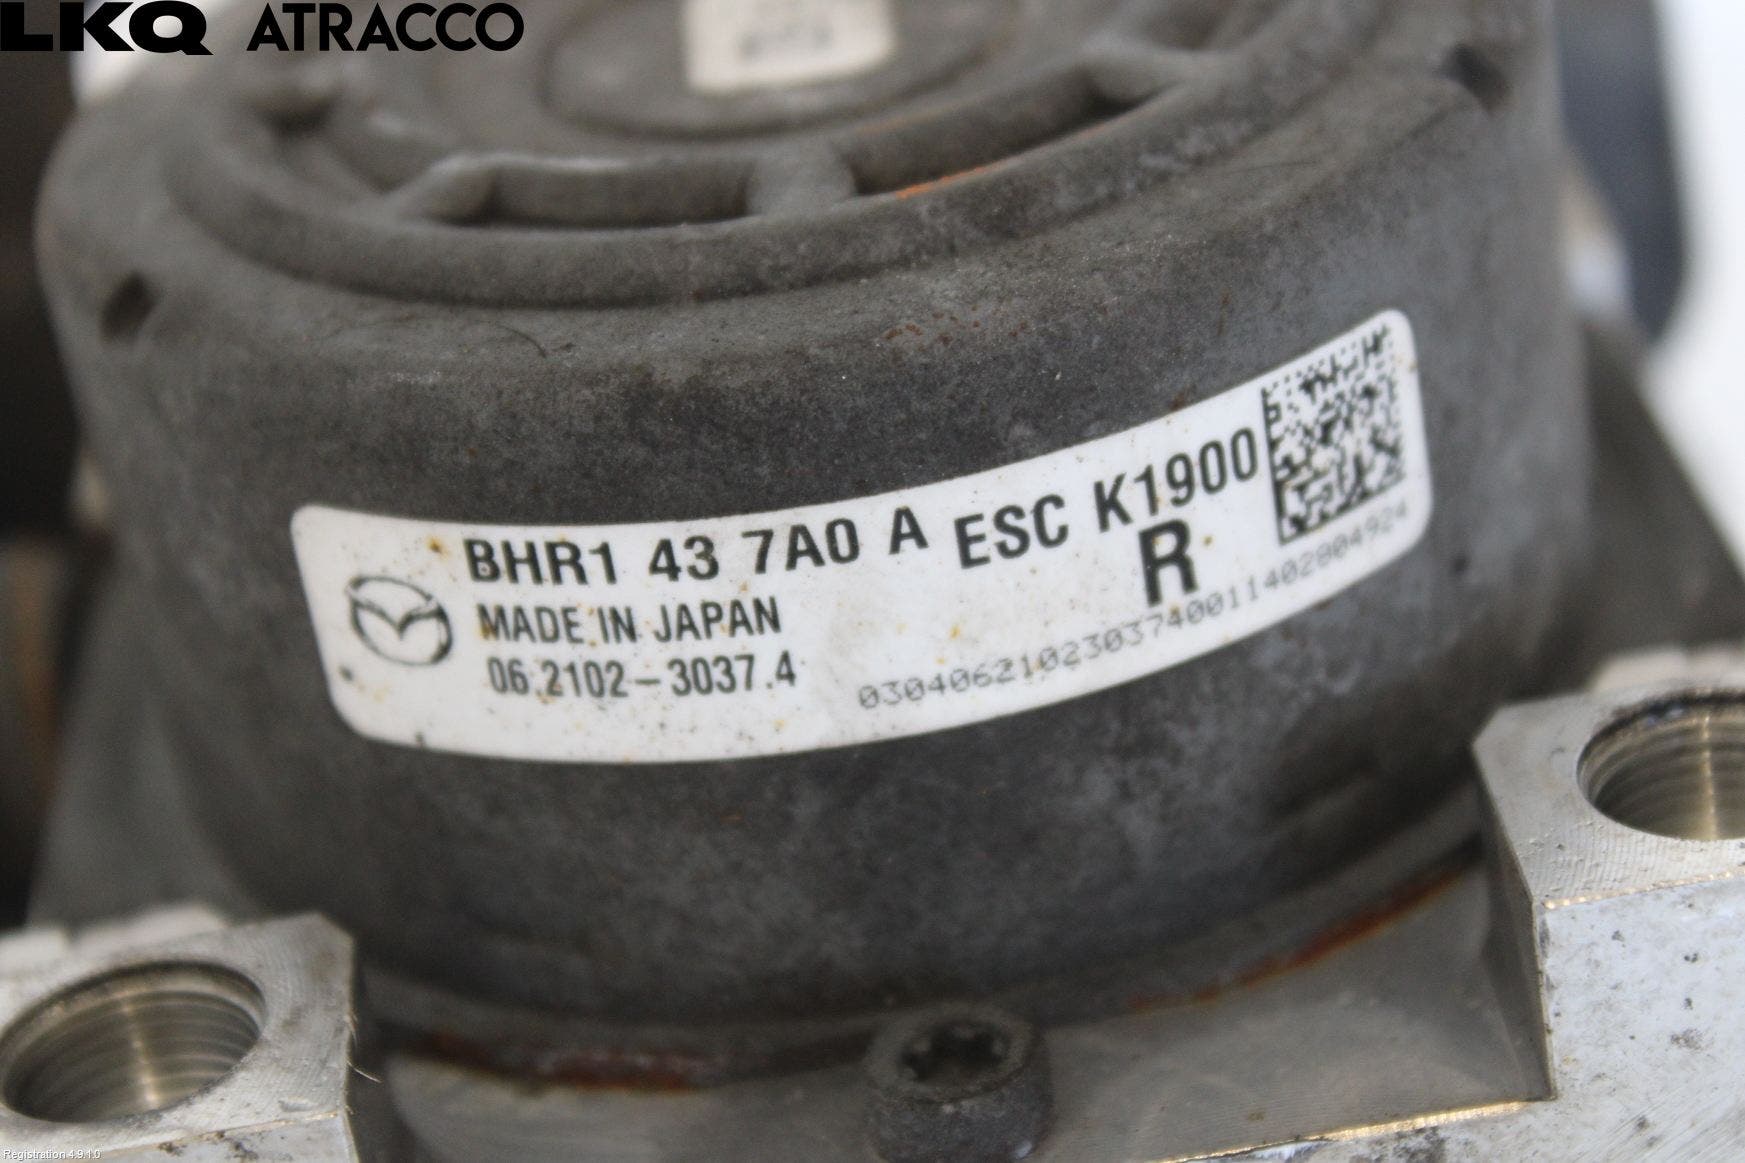 LKQ ATRACCO
BHR1 43 7A0 A ESC K1900
MADE IN JAPAN R
06.2102-3037.4
0304062102303740011402804924
Registration 4.9.1.0